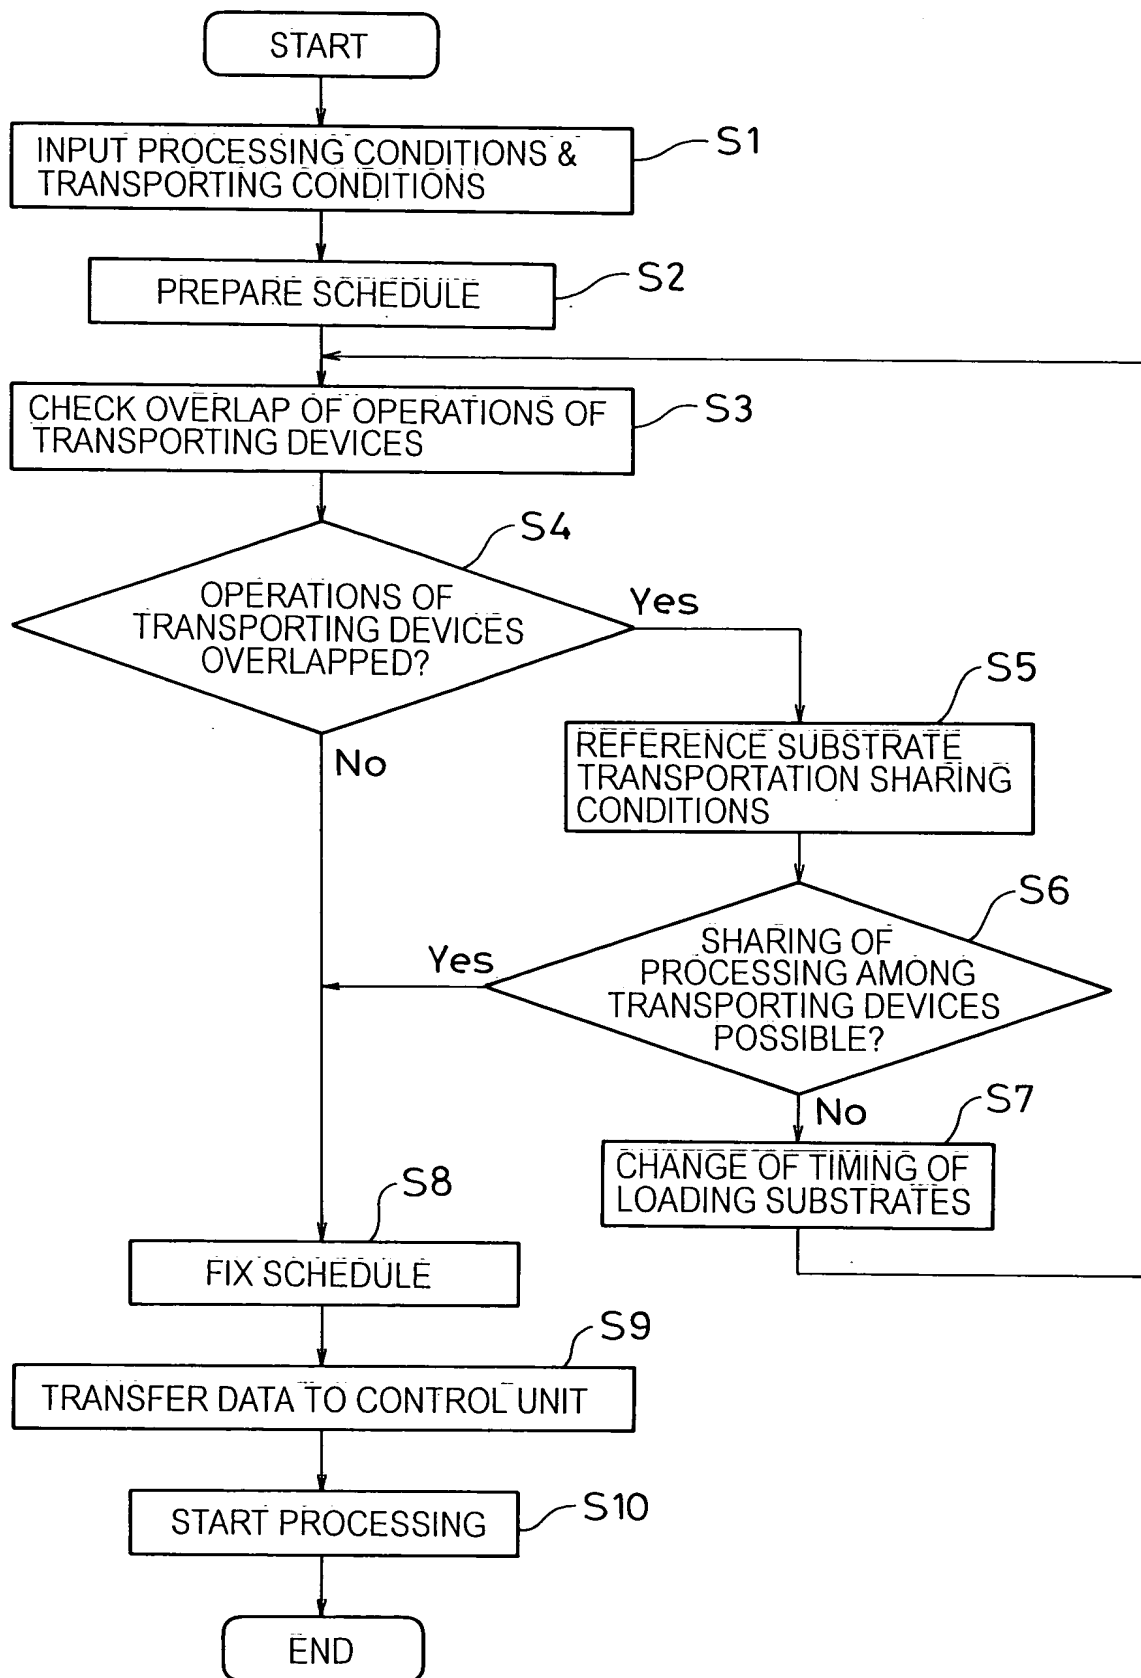 START
INPUT PROCESSING CONDITIONS &
TRANSPORTING CONDITIONS
S1
PREPARE SCHEDULE
S2
CHECK OVERLAP OF OPERATIONS OF
TRANSPORTING DEVICES
S3
S4
OPERATIONS OF
TRANSPORTING DEVICES
OVERLAPPED?
Yes
No
S5
REFERENCE SUBSTRATE
TRANSPORTATION SHARING
CONDITIONS
S6
SHARING OF
PROCESSING AMONG
TRANSPORTING DEVICES
POSSIBLE?
Yes
No
S7
CHANGE OF TIMING OF
LOADING SUBSTRATES
S8
FIX SCHEDULE
S9
TRANSFER DATA TO CONTROL UNIT
START PROCESSING
S10
END